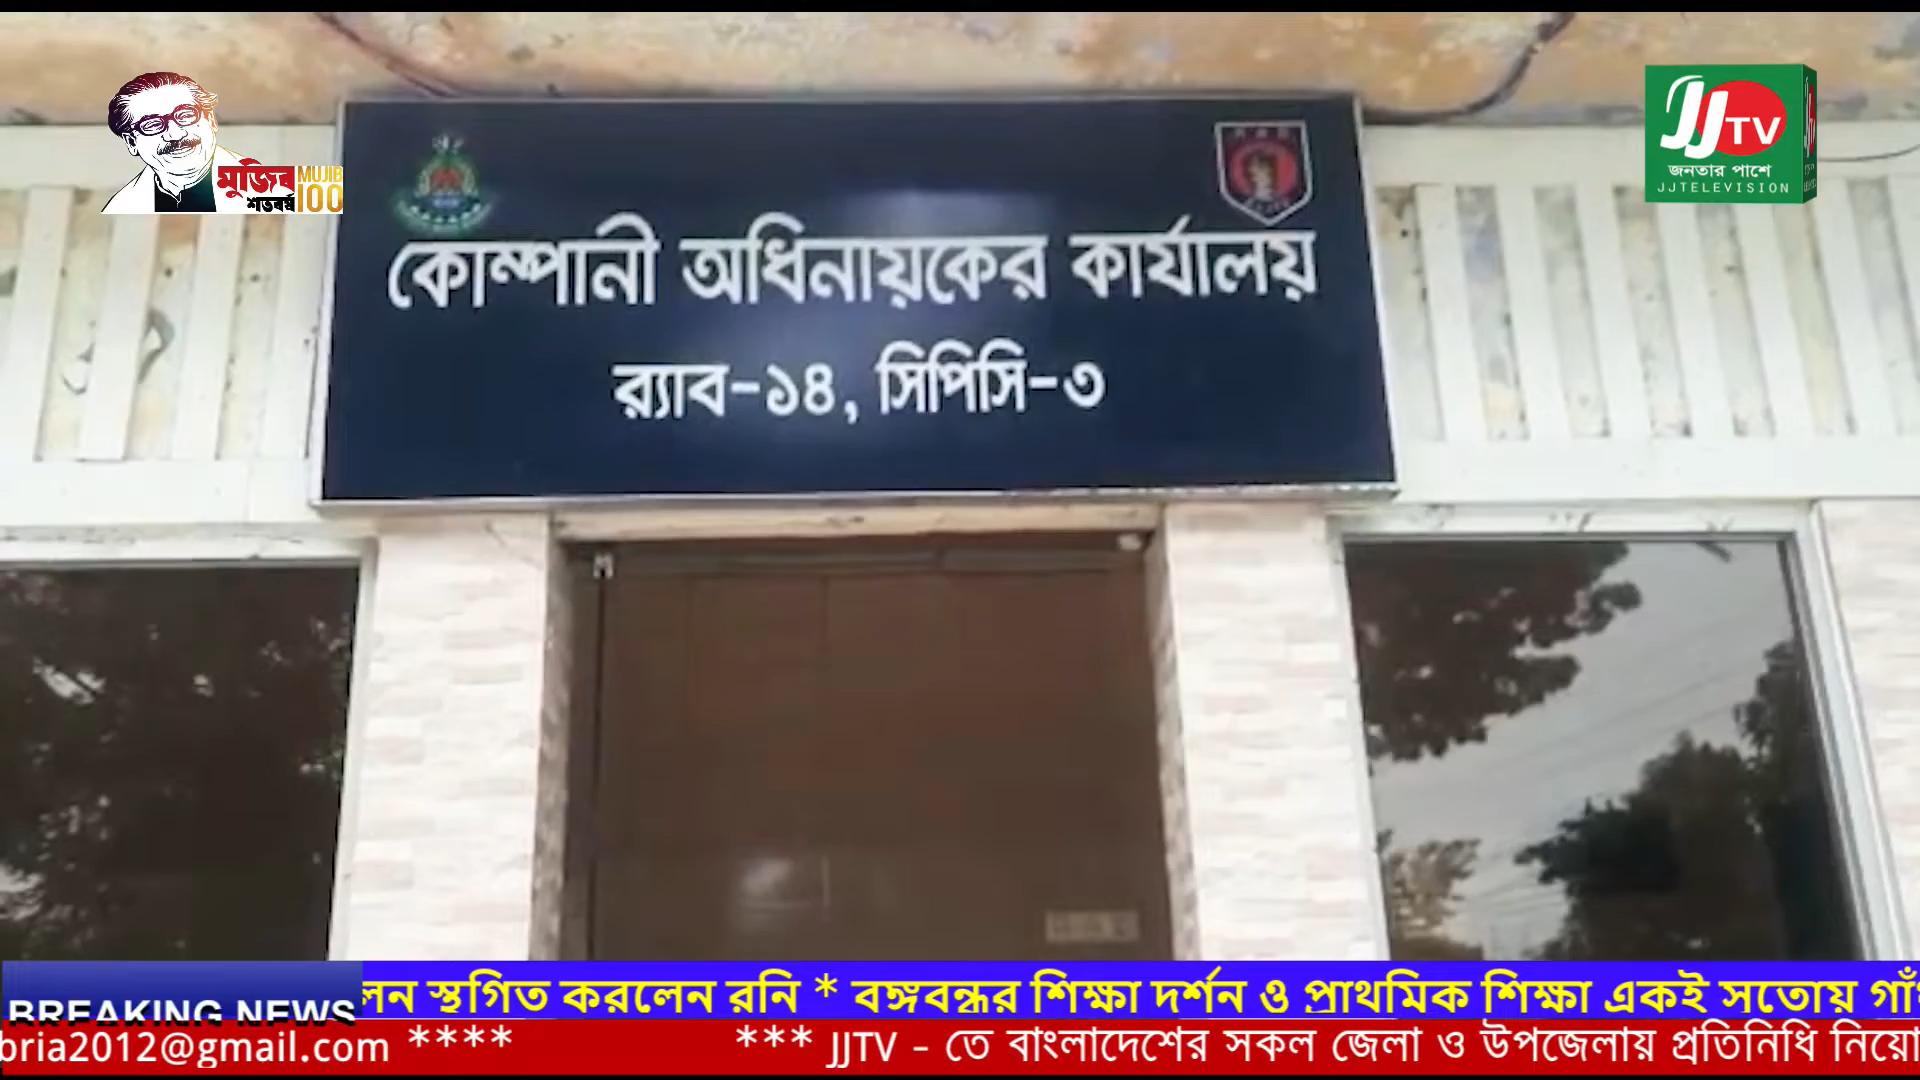 মুজিব
শতবর্ষ
MUJIB
100
JJTV
জনতার পাশে
JJTELEVISION
কোম্পানী অধিনায়কের কার্যালয়
র‍্যাব-১৪, সিপিসি-৩
BREAKING NEWS
লন স্থগিত করলেন রনি * বঙ্গবন্ধুর শিক্ষা দর্শন ও প্রাথমিক শিক্ষা একই সূতোয়
bria2012@gmail.com **** *** JJTV - তে বাংলাদেশের সকল জেলা ও উপজেলায় প্রতিনিধি নিয়ো